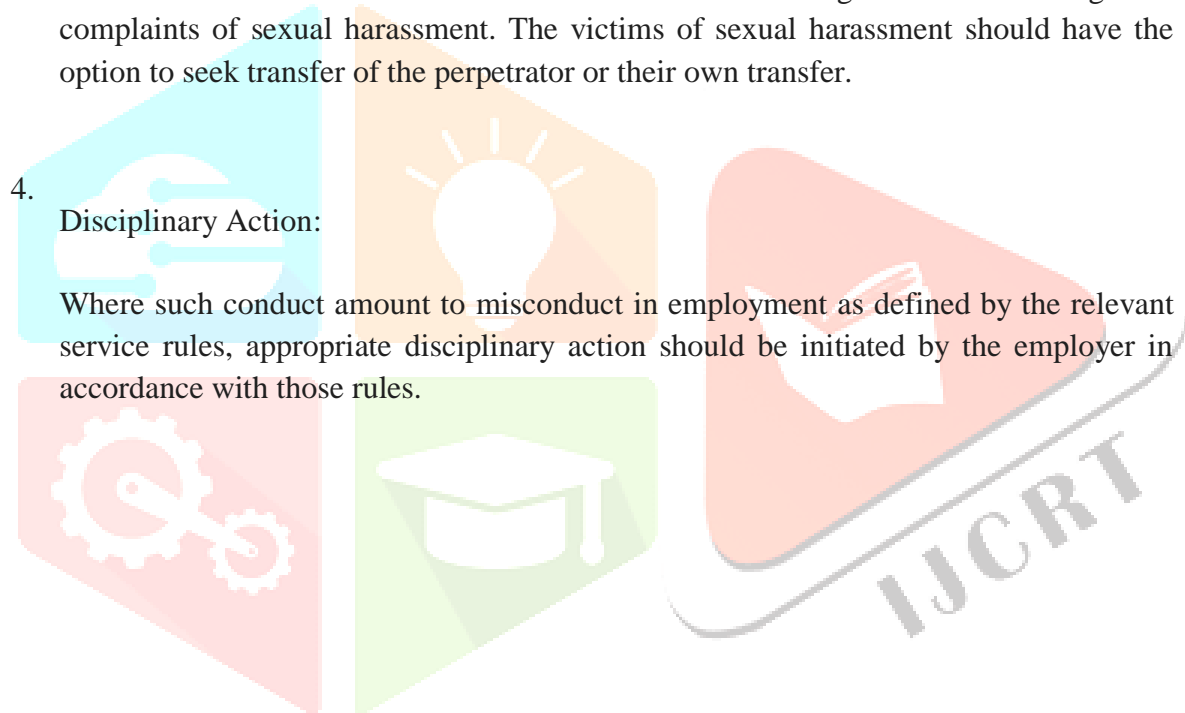 complaints of sexual harassment. The victims of sexual harassment should have the
option to seek transfer of the perpetrator or their own transfer.
4.
Disciplinary Action:
Where such conduct amount to misconduct in employment as defined by the relevant
service rules, appropriate disciplinary action should be initiated by the employer in
accordance with those rules.
IJCRT